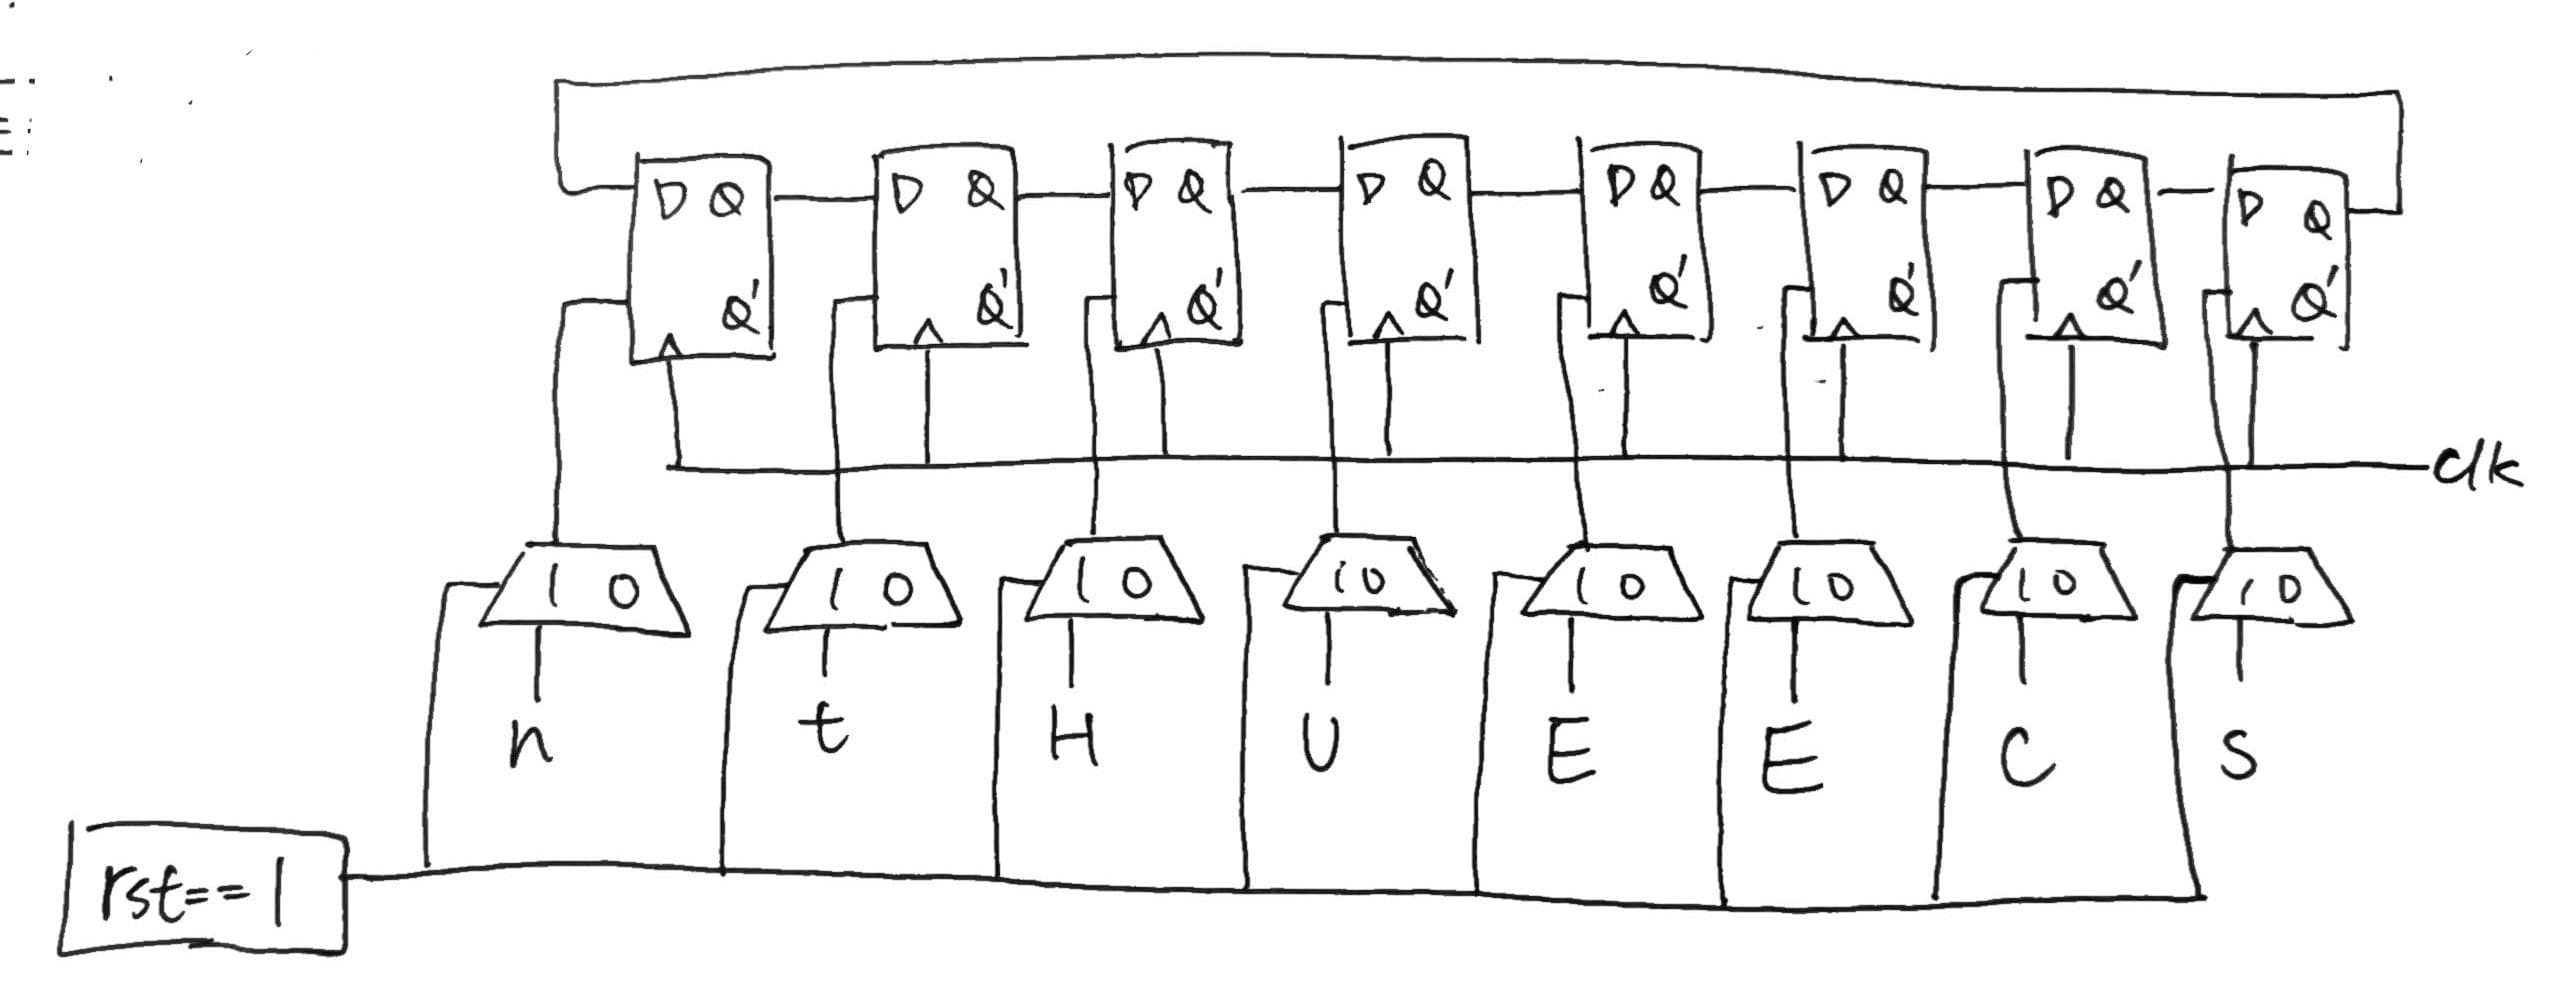 D Q D Q D Q D Q D Q D Q D Q D Q
Q' Q' Q' Q' Q' Q' Q' Q'
clk
1 0 1 0 1 0 1 0 1 0 1 0 1 0 1 0
n t H U E E C S
rst==1